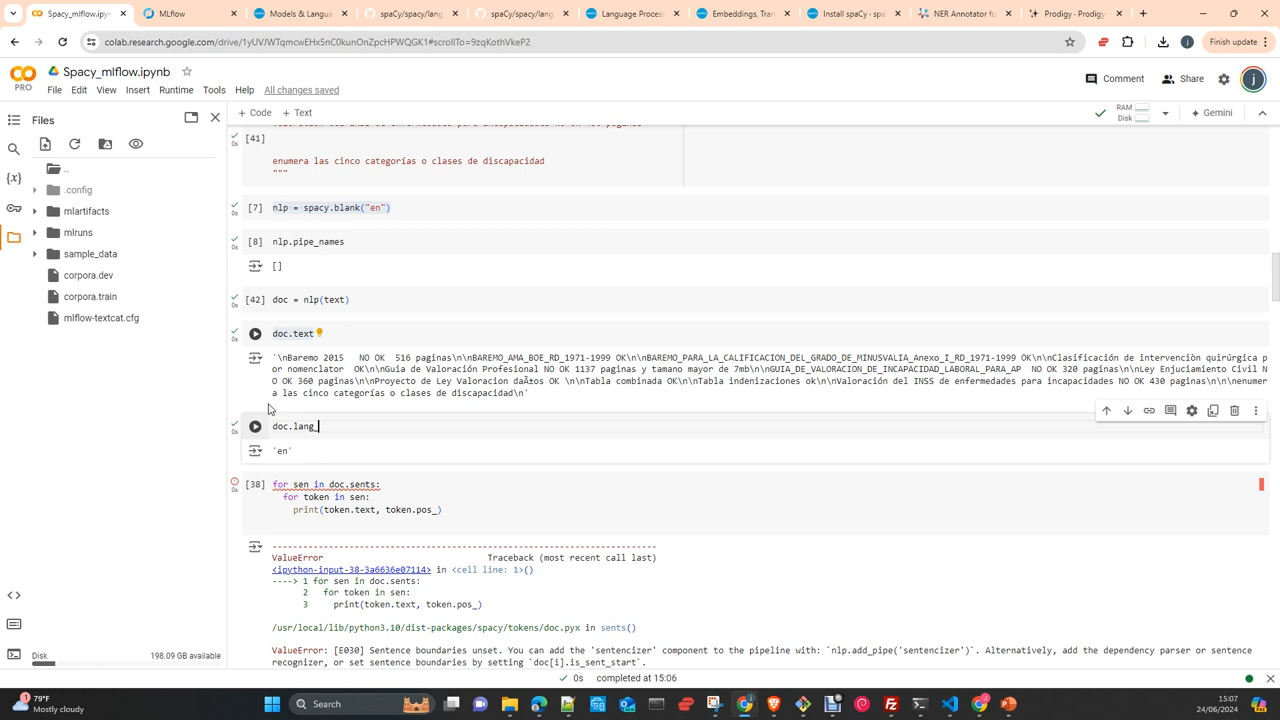 Spacy_mlflow.ipynb
MLflow
Models & Langua
spaCy/spacy/lang
spaCy/spacy/lang
Language Process
Embeddings, Tra
Install spaCy · spa
NER Annotator fo
Prodigy · Prodigy
colab.research.google.com/drive/1yUVJWTqmcwEHx5nC0kunOnZpcHPWQGK1#scrollTo=9zqKothVkeP2
Finish update
PRO
Spacy_mlflow.ipynb
File Edit View Insert Runtime Tools Help All changes saved
Comment Share
Files
+ Code + Text
RAM
Disk
Gemini
..
.config
mlartifacts
mlruns
sample_data
corpora.dev
corpora.train
mlflow-textcat.cfg
[41]
0s
enumera las cinco categorías o clases de discapacidad
"""
[7] nlp = spacy.blank("en")
0s
[8] nlp.pipe_names
0s
[]
[42] doc = nlp(text)
0s
doc.text
0s
'\nBaremo 2015   NO OK  516 paginas\n\nBAREMO_AMA_BOE_RD_1971-1999 OK\n\nBAREMO_PARA_LA_CALIFICACION_DEL_GRADO_DE_MINUSVALIA_Anexo_I_RD_1971-1999 OK\n\nClasificación de intervenciòn quirúrgica p
or nomenclator  OK\n\nGuia de Valoración Profesional NO OK 1137 paginas y tamano mayor de 7mb\n\nGUIA_DE_VALORACION_DE_INCAPACIDAD_LABORAL_PARA_AP  NO OK 320 paginas\n\nLey Enjuciamiento Civil N
O OK 360 paginas\n\nProyecto de Ley Valoracion daÃ±os OK \n\nTabla combinada OK\n\nTabla indenizaciones ok\n\nValoración del INSS de enfermedades para incapacidades NO OK 430 paginas\n\nenumer
a las cinco categorías o clases de discapacidad\n'
doc.lang_
0s
'en'
[38] for sen in doc.sents:
0s
for token in sen:
print(token.text, token.pos_)
---------------------------------------------------------------------------
ValueError Traceback (most recent call last)
<ipython-input-38-3a6636e07114> in <cell line: 1>()
----> 1 for sen in doc.sents:
2 for token in sen:
3 print(token.text, token.pos_)
/usr/local/lib/python3.10/dist-packages/spacy/tokens/doc.pyx in sents()
ValueError: [E030] Sentence boundaries unset. You can add the 'sentencizer' component to the pipeline with: `nlp.add_pipe('sentencizer')`. Alternatively, add the dependency parser or sentence
recognizer, or set sentence boundaries by setting `doc[i].is_sent_start`.
Disk 198.09 GB available
0s completed at 15:06
79°F
Mostly cloudy
Search
15:07
24/06/2024